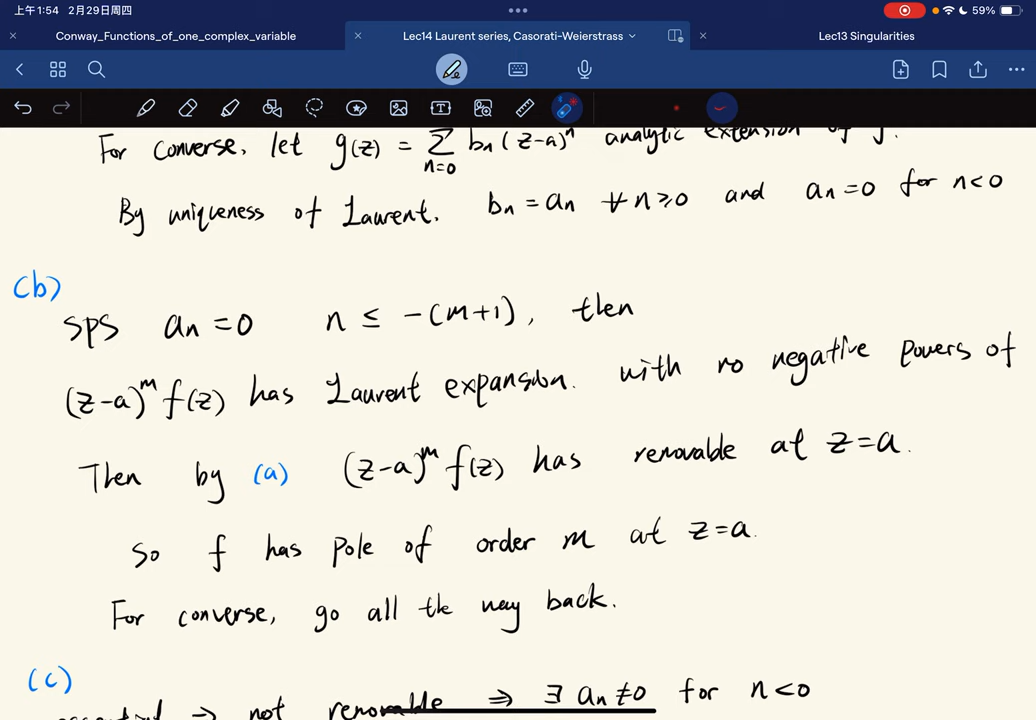 上午1:54 2月29日周四
59%
Conway_Functions_of_one_complex_variable
Lec14 Laurent series, Casorati-Weierstrass
Lec13 Singularities
For converse, let g(z) = ∑_{n=0} bn (z-a)^n analytic extension of f.
By uniqueness of Laurent. bn = an ∀ n ≥ 0 and an = 0 for n < 0
(b)
sps an = 0 n ≤ -(m+1), then
(z-a)^m f(z) has Laurent expansion. with no negative powers of
Then by (a) (z-a)^m f(z) has removable at z=a.
So f has pole of order m at z=a.
For converse, go all the way back.
(c)
essential → not removable ⇒ ∃ an ≠ 0 for n < 0